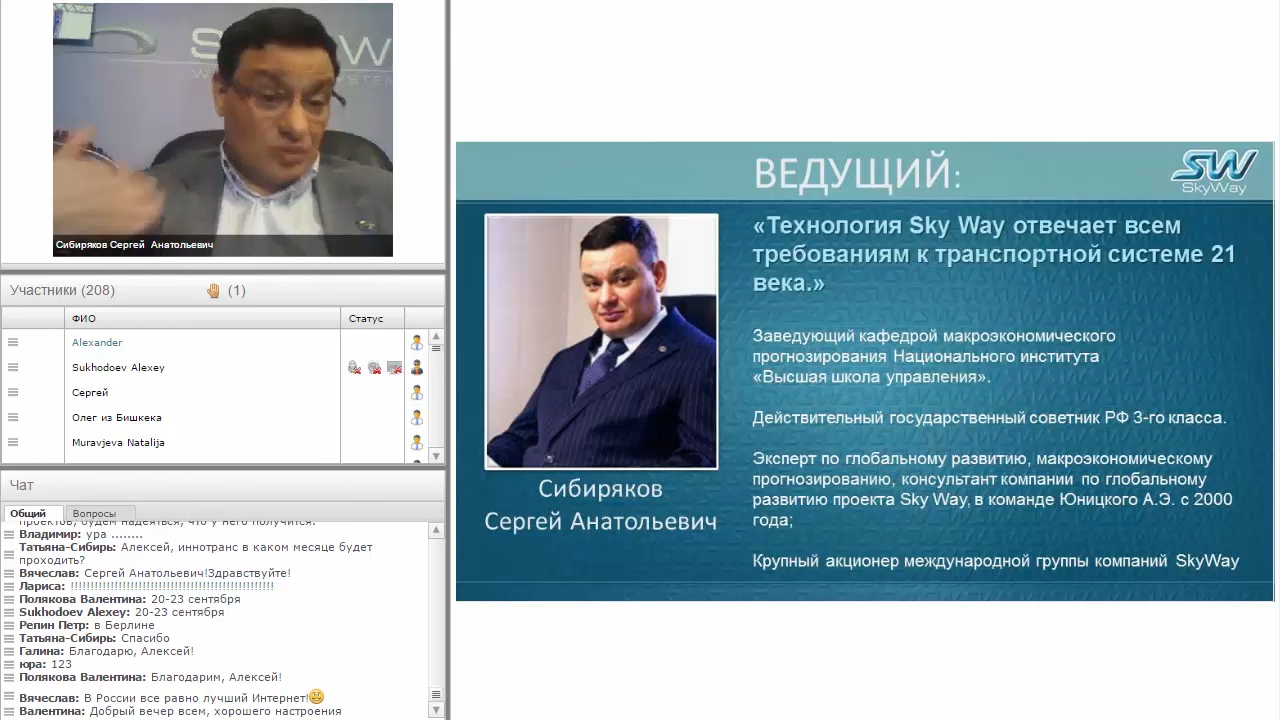 Сибиряков Сергей  Анатольевич
Участники (208)
(1)
ФИО
Статус
Alexander
Sukhodoev Alexey
Сергей
Олег из Бишкека
Muravjeva Natalija
Чат
Общий
Вопросы
проектов, будем надеяться, что у него получится.
Владимир: ура ........
Татьяна-Сибирь: Алексей, иннотранс в каком месяце будет
проходить?
Вячеслав: Сергей Анатольевич!Здравствуйте!
Полякова Валентина: 20-23 сентября
Sukhodoev Alexey: 20-23 сентября
Репин Петр: в Берлине
Татьяна-Сибирь: Спасибо
Галина: Благодарю, Алексей!
юра: 123
Полякова Валентина: Благодарим, Алексей!
Вячеслав: В России все равно лучший Интернет!
Валентина: Добрый вечер всем, хорошего настроения
ВЕДУЩИЙ:
SW
SkyWay
«Технология Sky Way отвечает всем
требованиям к транспортной системе 21
века.»
Заведующий кафедрой макроэкономического
прогнозирования Национального института
«Высшая школа управления».
Действительный государственный советник РФ 3-го класса.
Эксперт по глобальному развитию, макроэкономическому
прогнозированию, консультант компании по глобальному
развитию проекта Sky Way, в команде Юницкого А.Э. с 2000
года;
Крупный акционер международной группы компаний SkyWay
Сибиряков
Сергей Анатольевич